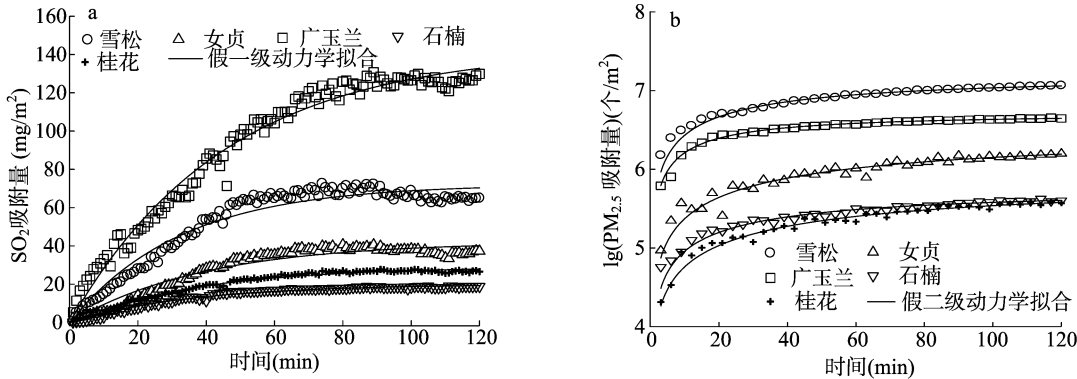 a
160
140
120
100
80
60
40
20
0
SO₂吸附量 (mg/m²)
雪松 女贞 广玉兰 石楠
桂花 假一级动力学拟合
0 20 40 60 80 100 120
时间(min)
b
8
7
6
5
4
lg(PM₂.₅ 吸附量)(个/m²)
雪松 女贞
广玉兰 石楠
桂花 假二级动力学拟合
0 20 40 60 80 100 120
时间(min)